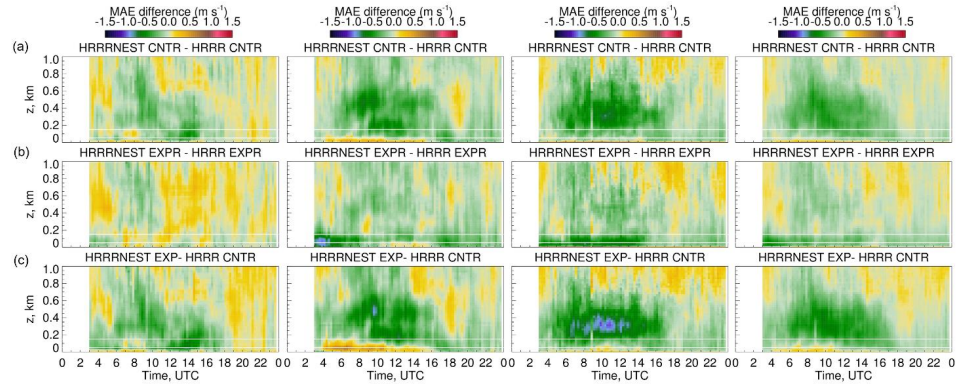 MAE difference (m s⁻¹) MAE difference (m s⁻¹) MAE difference (m s⁻¹) MAE difference (m s⁻¹)
-1.5-1.0-0.5 0.0 0.5 1.0 1.5 -1.5-1.0-0.5 0.0 0.5 1.0 1.5 -1.5-1.0-0.5 0.0 0.5 1.0 1.5 -1.5-1.0-0.5 0.0 0.5 1.0 1.5
(a) HRRRNEST CNTR - HRRR CNTR HRRRNEST CNTR - HRRR CNTR HRRRNEST CNTR - HRRR CNTR HRRRNEST CNTR - HRRR CNTR
1.0
0.8
0.6
0.4
0.2
0
z, km
(b) HRRRNEST EXPR - HRRR EXPR HRRRNEST EXPR - HRRR EXPR HRRRNEST EXPR - HRRR EXPR HRRRNEST EXPR - HRRR EXPR
1.0
0.8
0.6
0.4
0.2
0
z, km
(c) HRRRNEST EXP- HRRR CNTR HRRRNEST EXP- HRRR CNTR HRRRNEST EXP- HRRR CNTR HRRRNEST EXP- HRRR CNTR
1.0
0.8
0.6
0.4
0.2
0
z, km
0 2 4 6 8 10 12 14 16 18 20 22 0 2 4 6 8 10 12 14 16 18 20 22 0 2 4 6 8 10 12 14 16 18 20 22 0 2 4 6 8 10 12 14 16 18 20 22
Time, UTC Time, UTC Time, UTC Time, UTC